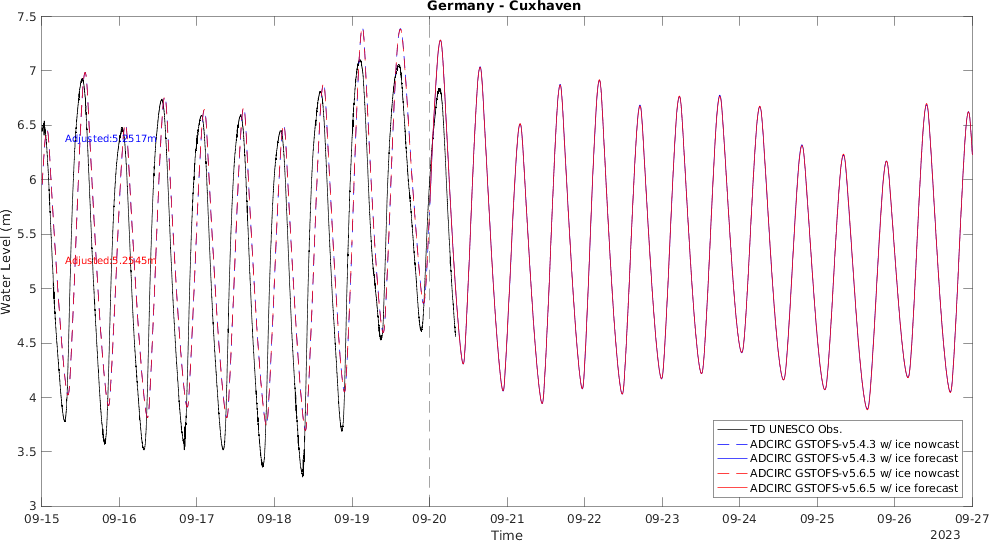 Germany - Cuxhaven
7.5
7
6.5
6
5.5
5
4.5
4
3.5
3
Water Level (m)
Adjusted:5.2517m
Adjusted:5.2945m
TD UNESCO Obs.
ADCIRC GSTOFS-v5.4.3 w/ ice nowcast
ADCIRC GSTOFS-v5.4.3 w/ ice forecast
ADCIRC GSTOFS-v5.6.5 w/ ice nowcast
ADCIRC GSTOFS-v5.6.5 w/ ice forecast
09-15 09-16 09-17 09-18 09-19 09-20 09-21 09-22 09-23 09-24 09-25 09-26 09-27
Time
2023